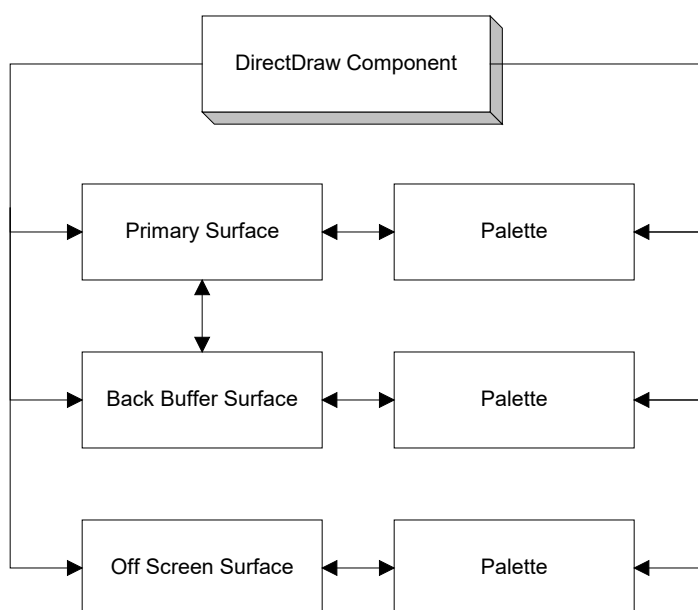 DirectDraw Component
Primary Surface
Palette
Back Buffer Surface
Palette
Off Screen Surface
Palette